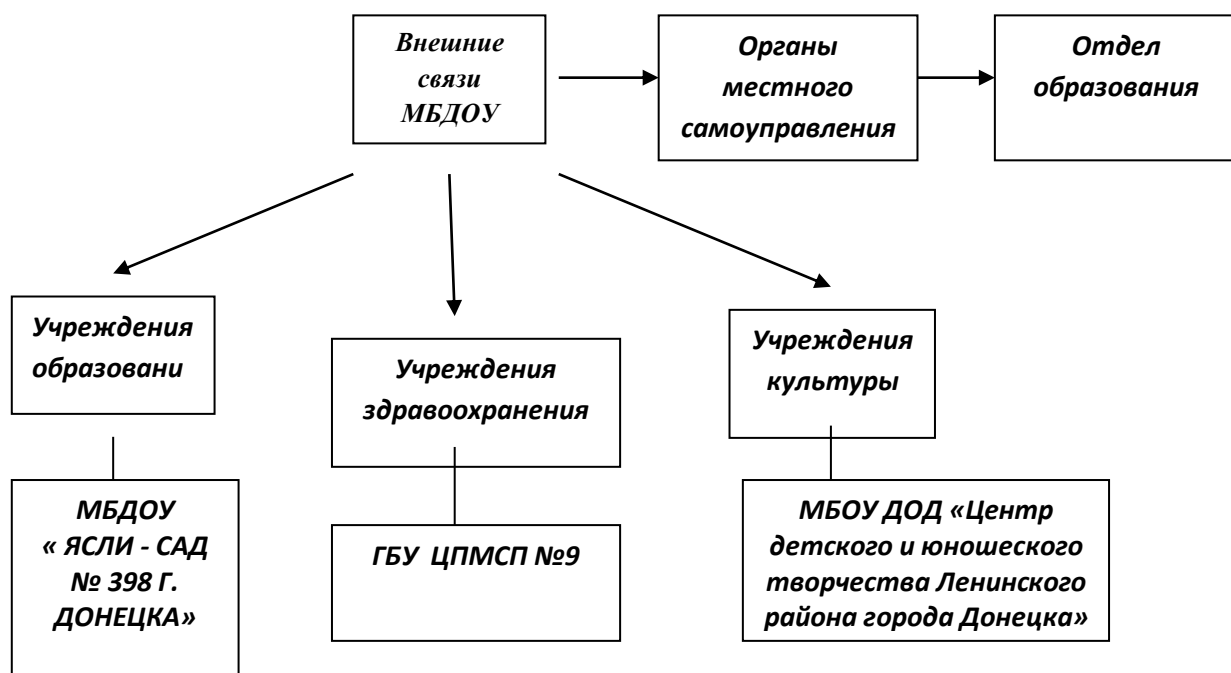 Внешние
связи
МБДОУ
Органы
местного
самоуправления
Отдел
образования
Учреждения
образовани
Учреждения
здравоохранения
Учреждения
культуры
МБДОУ
« ЯСЛИ - САД
№ 398 Г.
ДОНЕЦКА»
ГБУ ЦПМСП №9
МБОУ ДОД «Центр
детского и юношеского
творчества Ленинского
района города Донецка»